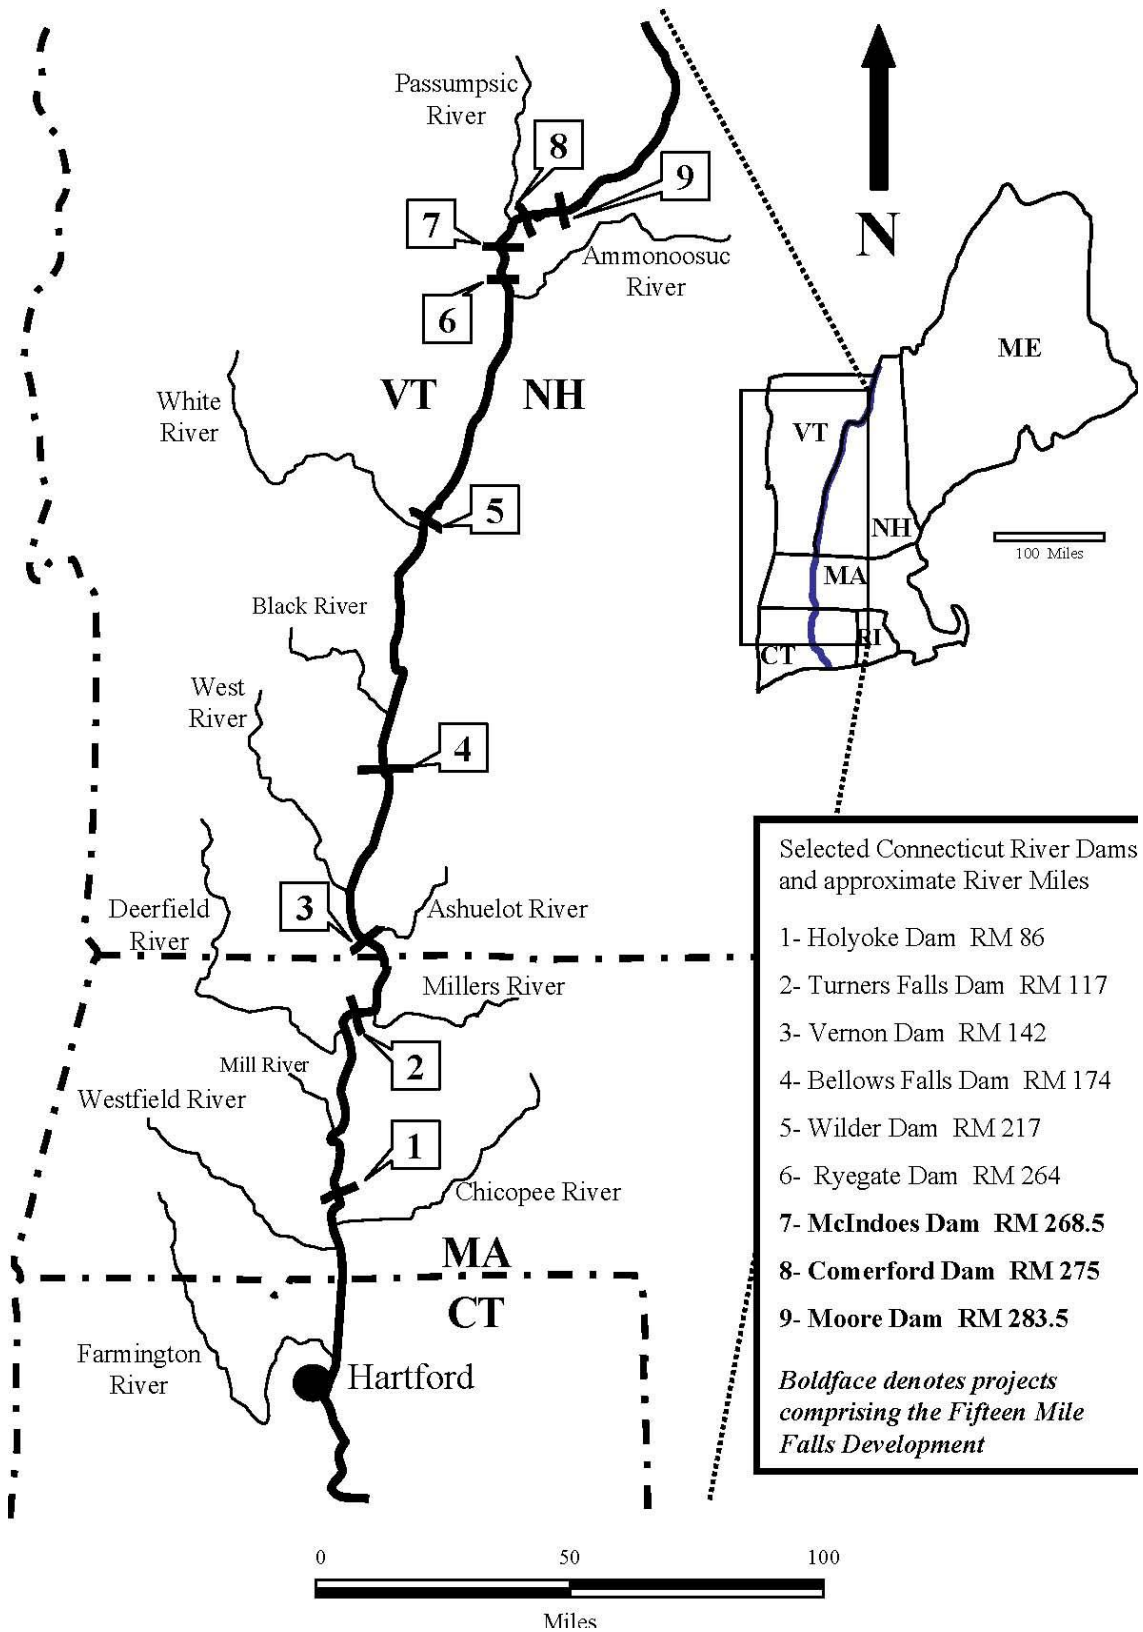 Passumpsic
River
8
9
7
Ammonoosuc
River
6
N
ME
VT
NH
White
River
VT
NH
5
100 Miles
MA
Black River
RI
CT
West
River
4
3
Deerfield
River
Ashuelot River
Millers River
2
Mill River
Westfield River
1
Chicopee River
MA
CT
Farmington
River
Hartford
Selected Connecticut River Dams
and approximate River Miles
1- Holyoke Dam RM 86
2- Turners Falls Dam RM 117
3- Vernon Dam RM 142
4- Bellows Falls Dam RM 174
5- Wilder Dam RM 217
6- Ryegate Dam RM 264
7- McIndoes Dam RM 268.5
8- Comerford Dam RM 275
9- Moore Dam RM 283.5
Boldface denotes projects
comprising the Fifteen Mile
Falls Development
0 50 100
Miles